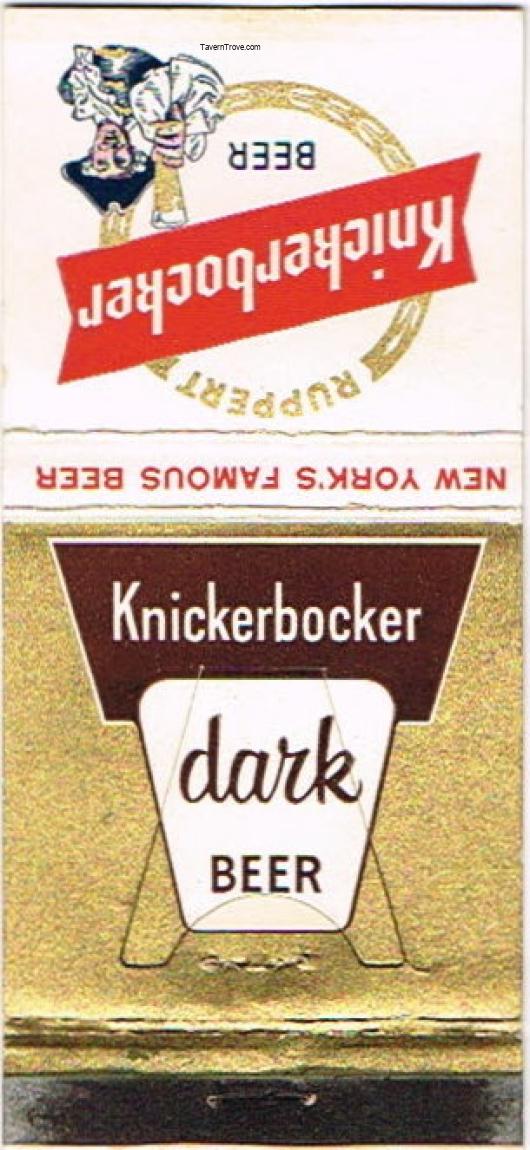 TavernTrove.com
RUPPERT
Knickerbocker
BEER
NEW YORK'S FAMOUS BEER
Knickerbocker
dark
BEER